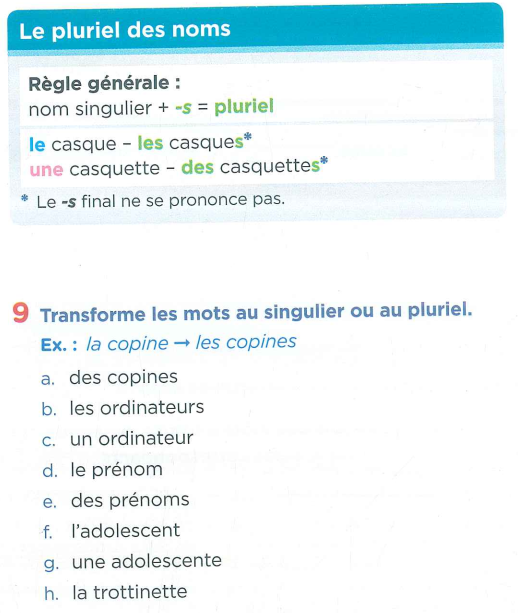 Le pluriel des noms
Règle générale :
nom singulier + -s = pluriel
le casque – les casques*
une casquette – des casquettes*
* Le -s final ne se prononce pas.
9 Transforme les mots au singulier ou au pluriel.
Ex. : la copine → les copines
a. des copines
b. les ordinateurs
c. un ordinateur
d. le prénom
e. des prénoms
f. l'adolescent
g. une adolescente
h. la trottinette